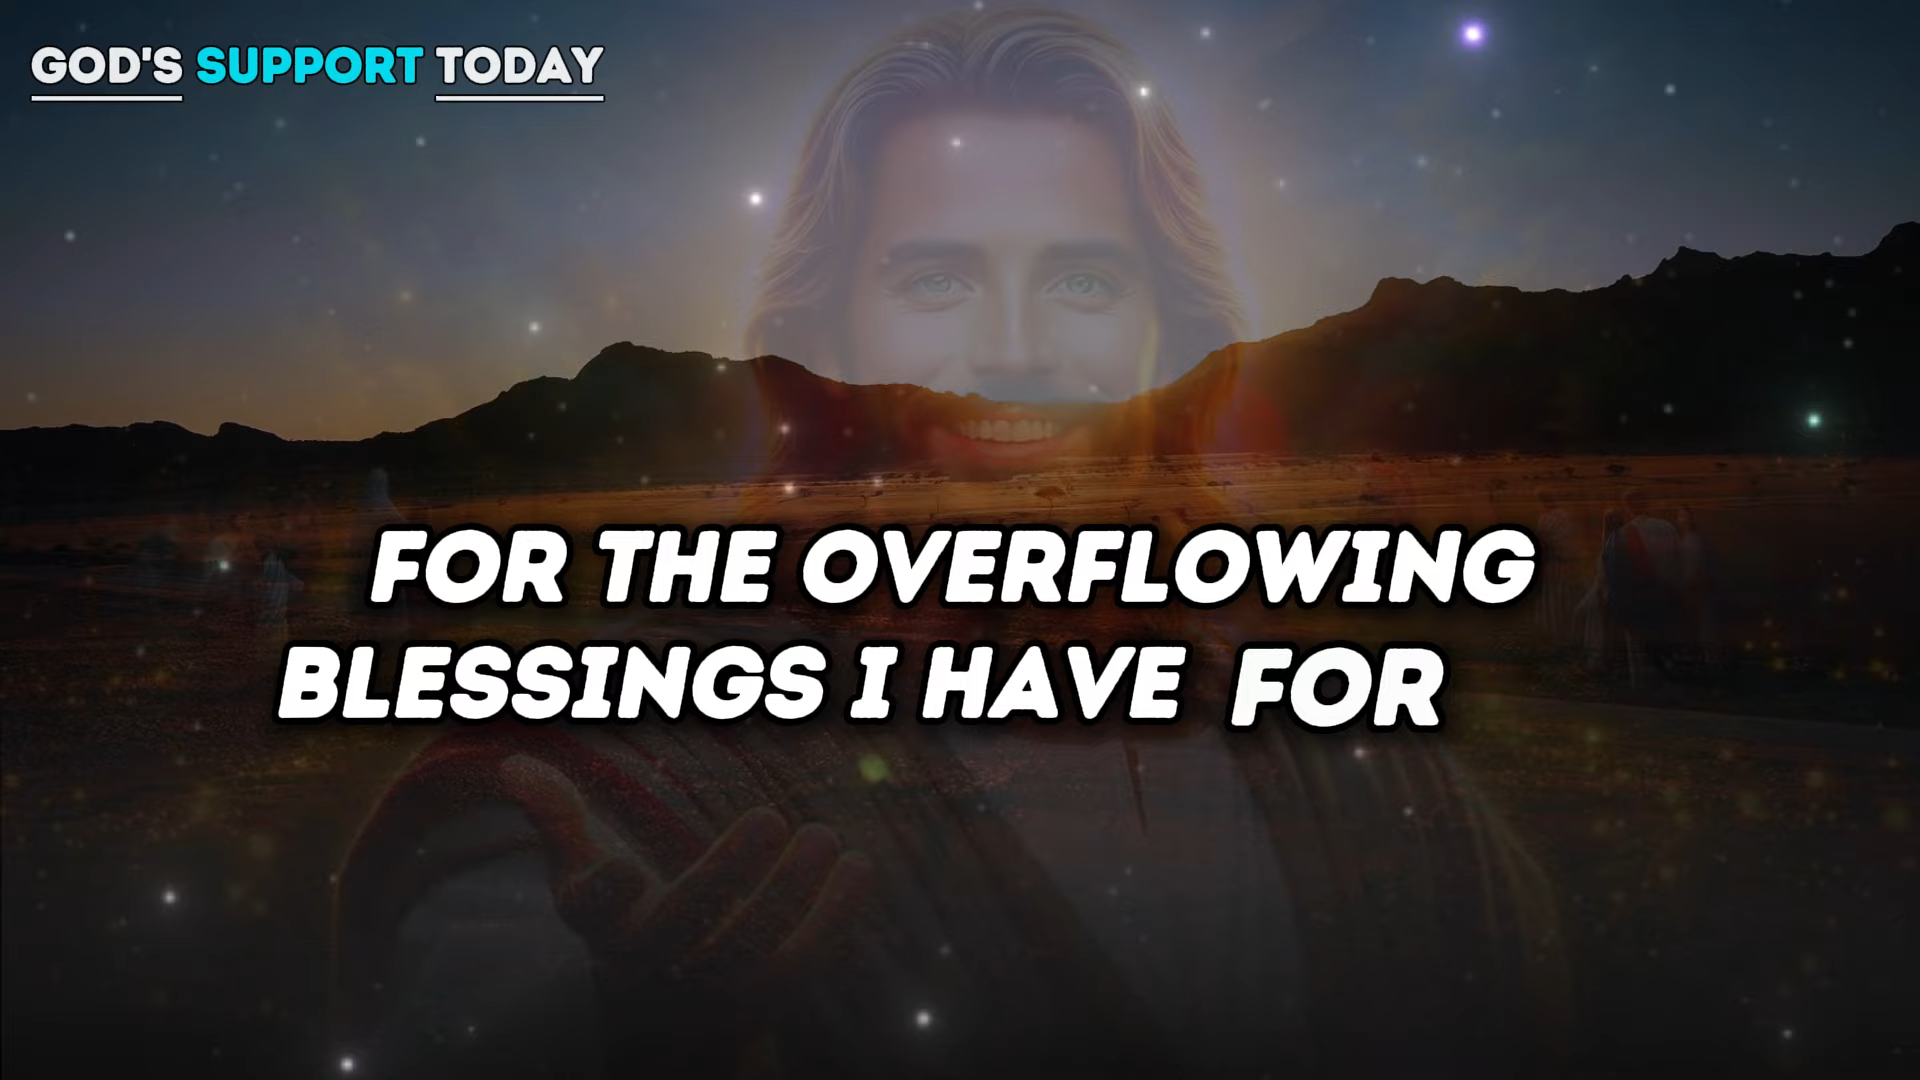 GOD'S SUPPORT TODAY
FOR THE OVERFLOWING
BLESSINGS I HAVE FOR